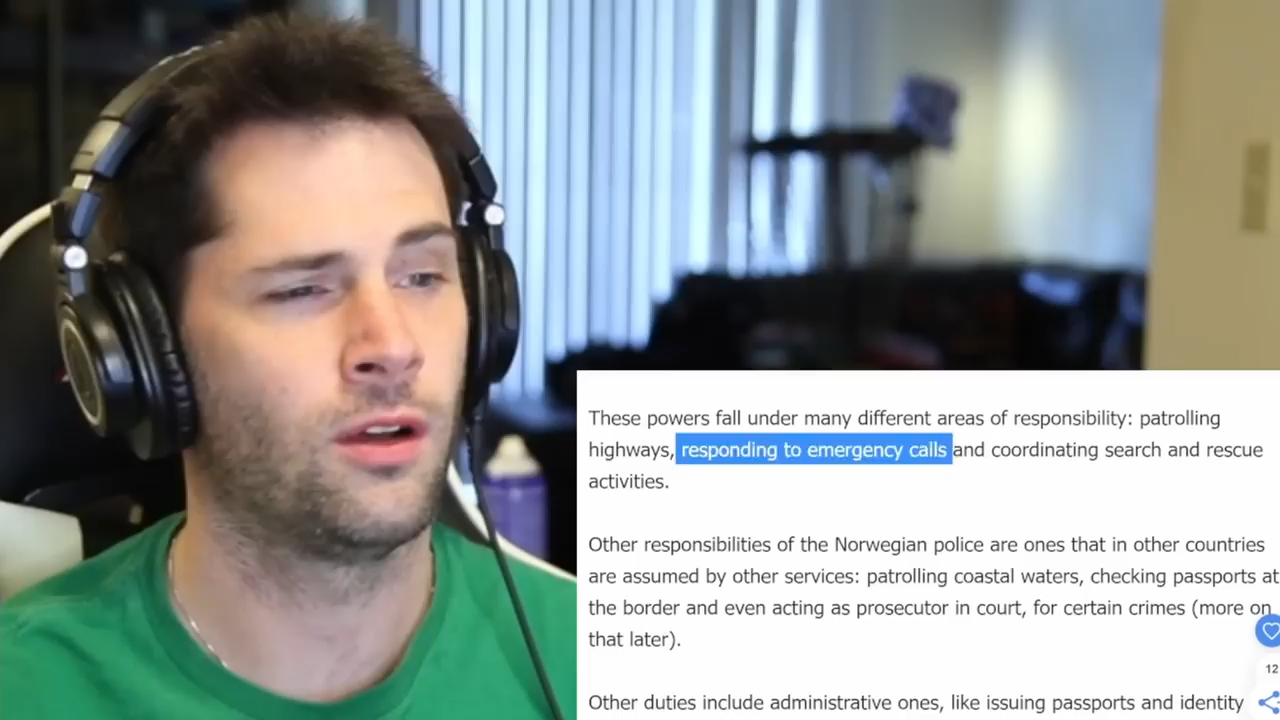 These powers fall under many different areas of responsibility: patrolling
highways, responding to emergency calls and coordinating search and rescue
activities.
Other responsibilities of the Norwegian police are ones that in other countries
are assumed by other services: patrolling coastal waters, checking passports at
the border and even acting as prosecutor in court, for certain crimes (more on
that later).
12
Other duties include administrative ones, like issuing passports and identity